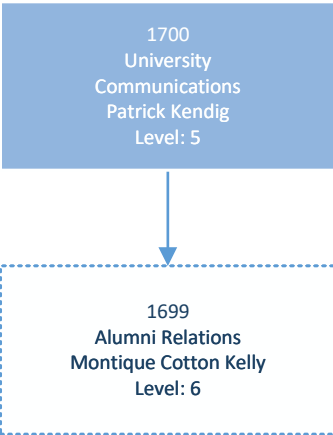 1700
University
Communications
Patrick Kendig
Level: 5
1699
Alumni Relations
Montique Cotton Kelly
Level: 6